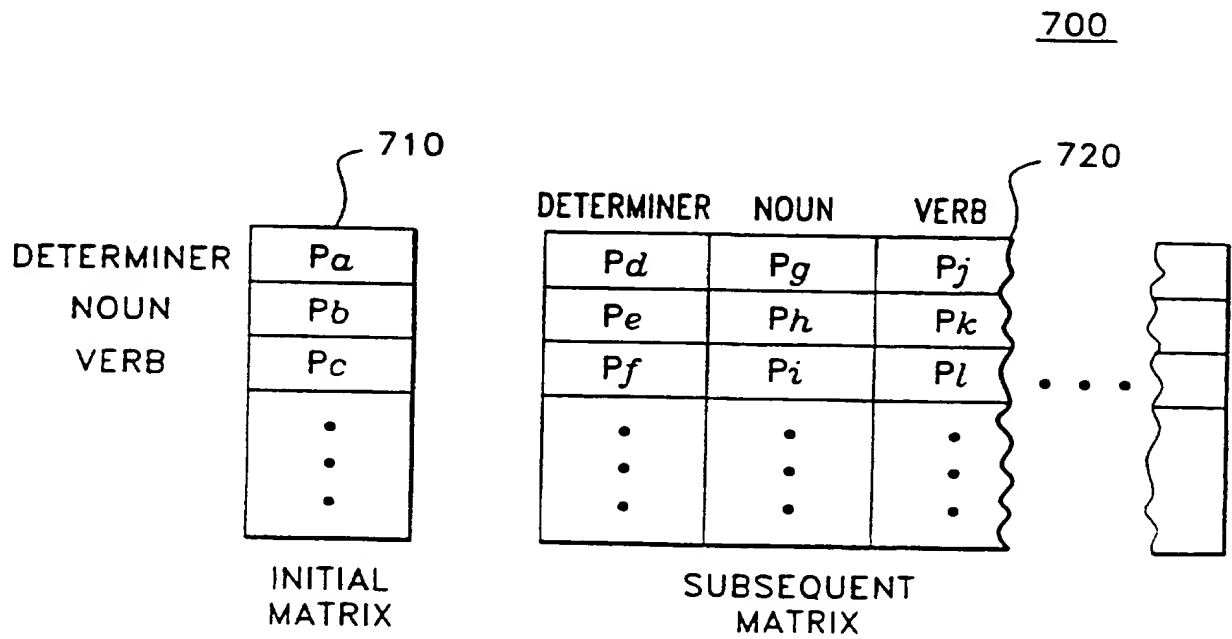 700
710
720
DETERMINER NOUN VERB
DETERMINER Pa Pd Pg Pj
NOUN Pb Pe Ph Pk
VERB Pc Pf Pi Pl
INITIAL MATRIX
SUBSEQUENT MATRIX